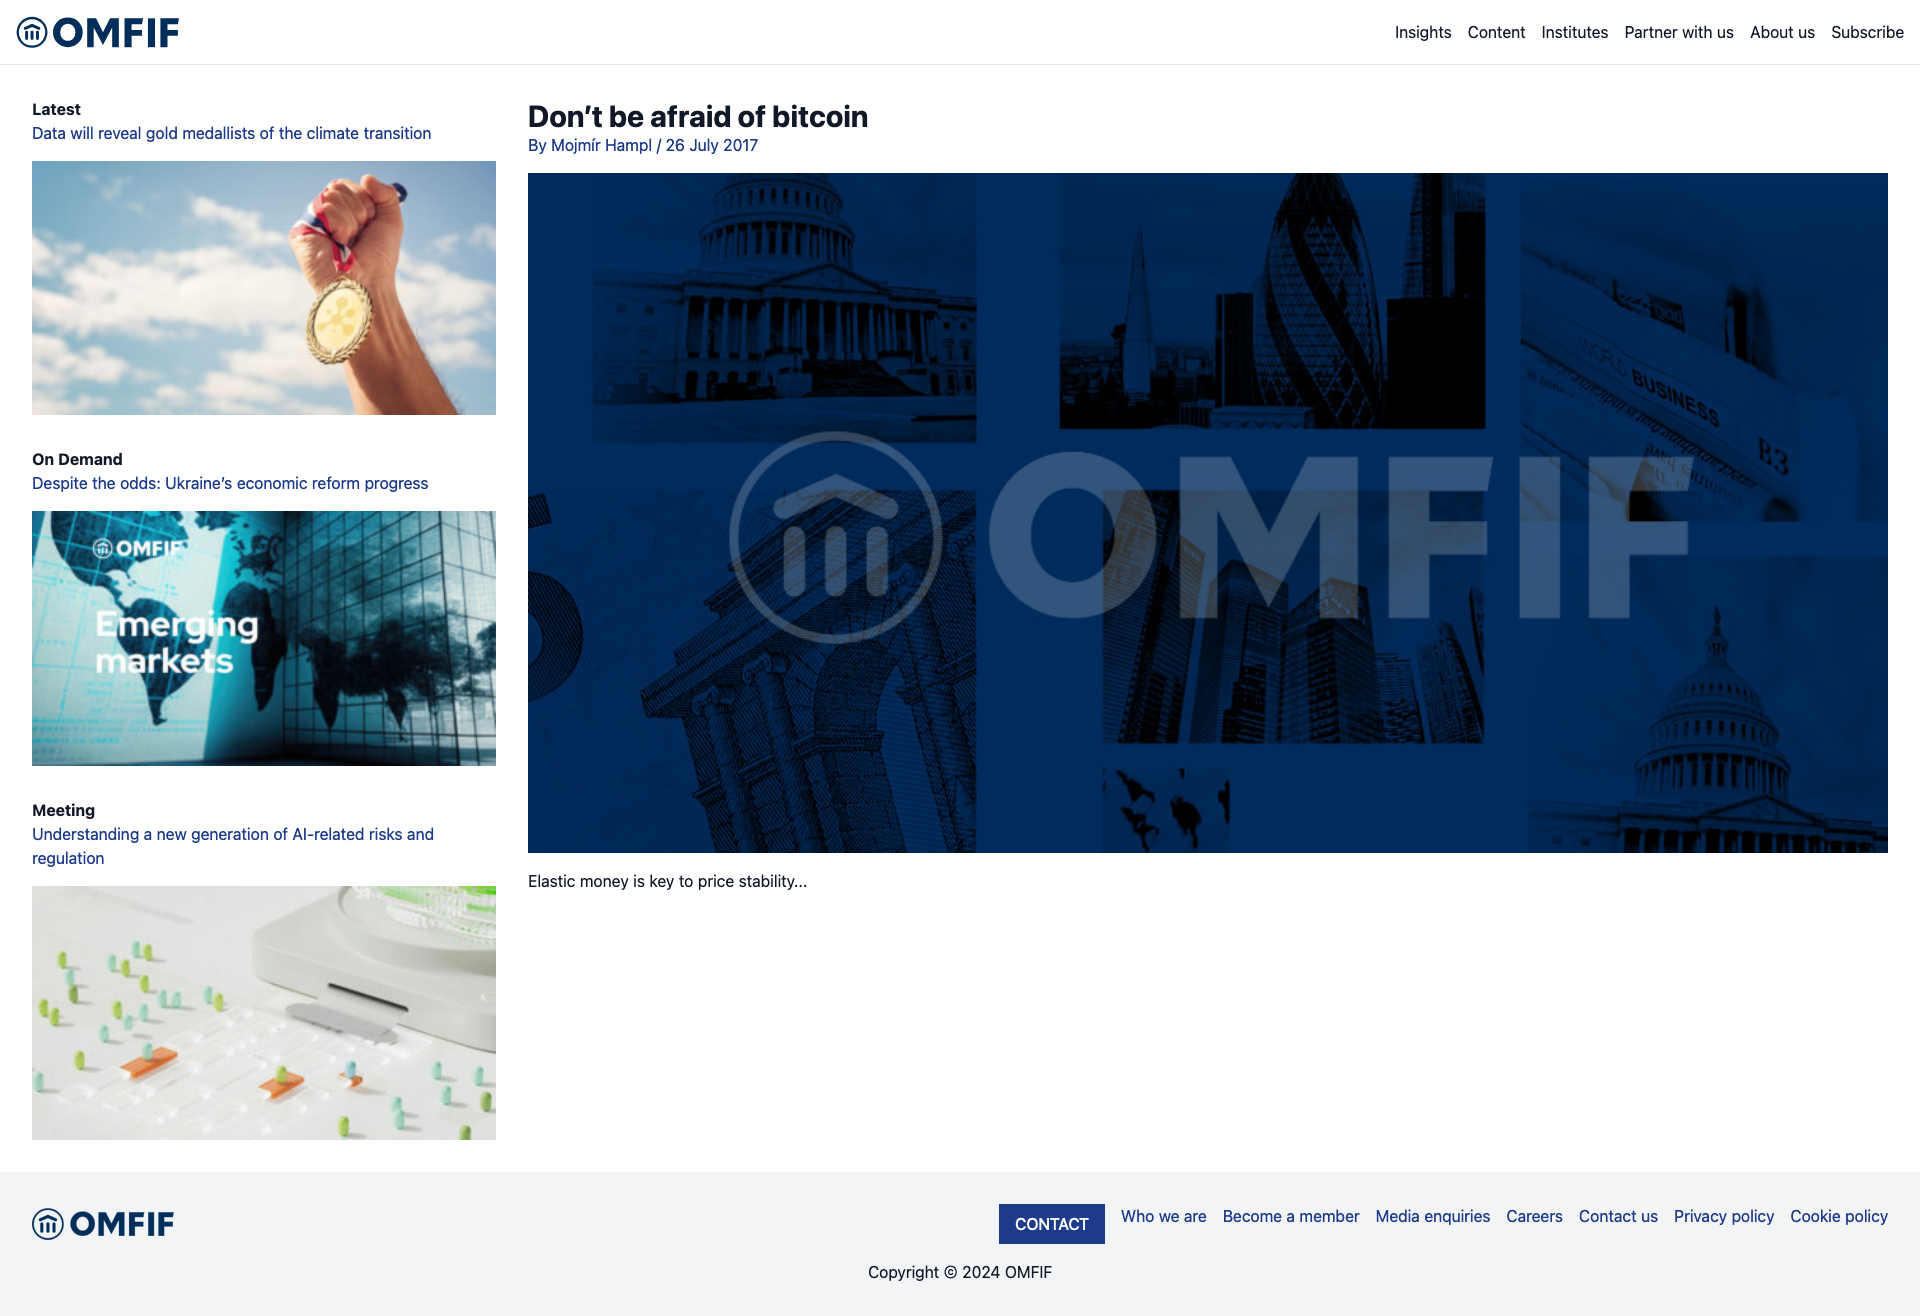 OMFIF
Insights Content Institutes Partner with us About us Subscribe
Latest
Data will reveal gold medallists of the climate transition
On Demand
Despite the odds: Ukraine's economic reform progress
OMFIF
Emerging
markets
Meeting
Understanding a new generation of AI-related risks and
regulation
Don't be afraid of bitcoin
By Mojmír Hampl / 26 July 2017
WORLD BUSINESS
B3
OMFIF
Elastic money is key to price stability...
OMFIF
CONTACT Who we are Become a member Media enquiries Careers Contact us Privacy policy Cookie policy
Copyright © 2024 OMFIF